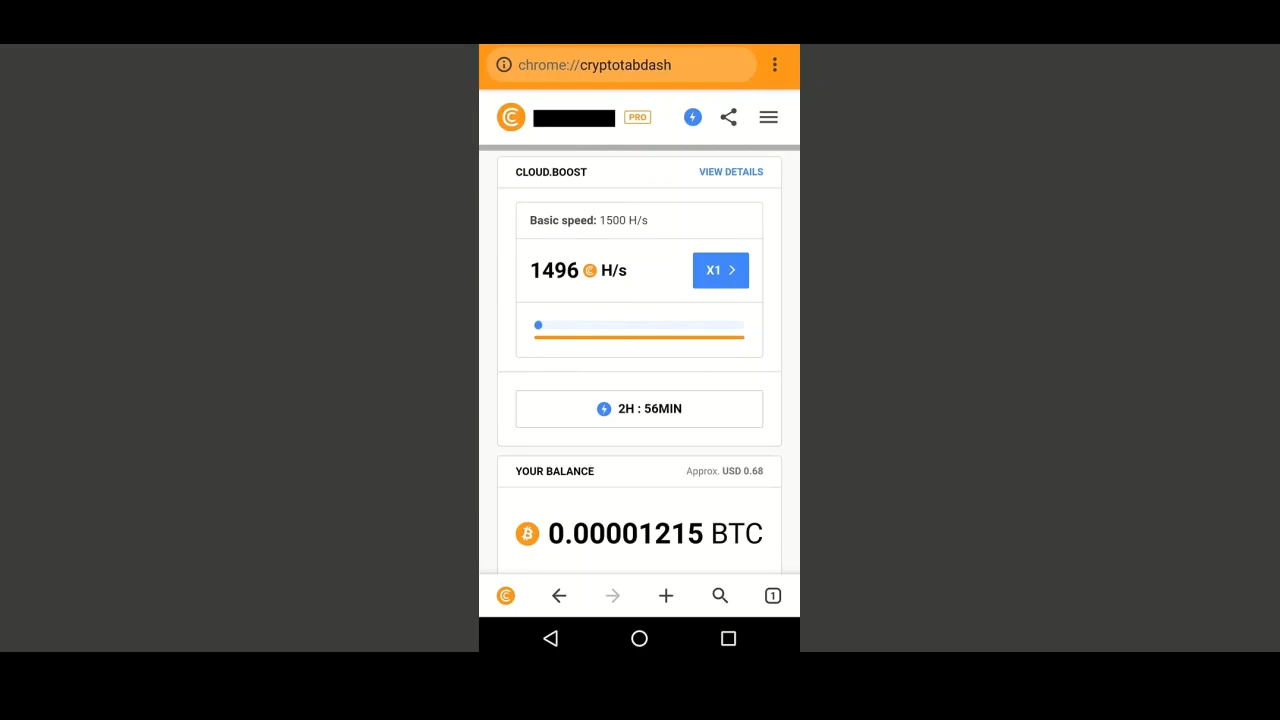 chrome://cryptotabdash
PRO
CLOUD.BOOST VIEW DETAILS
Basic speed: 1500 H/s
1496 H/s X1
2H : 56MIN
YOUR BALANCE Approx. USD 0.68
0.00001215 BTC
1